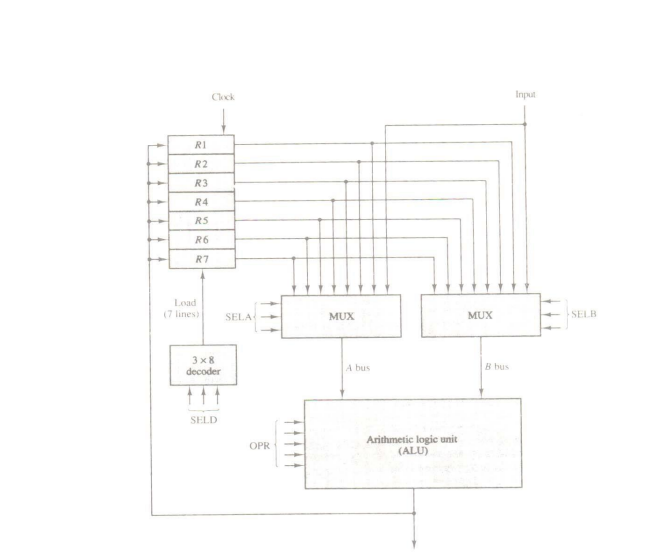 Clock
Input
R1
R2
R3
R4
R5
R6
R7
Load
(7 lines)
SELA
MUX
MUX
SELB
3 × 8
decoder
A bus
B bus
SELD
OPR
Arithmetic logic unit
(ALU)